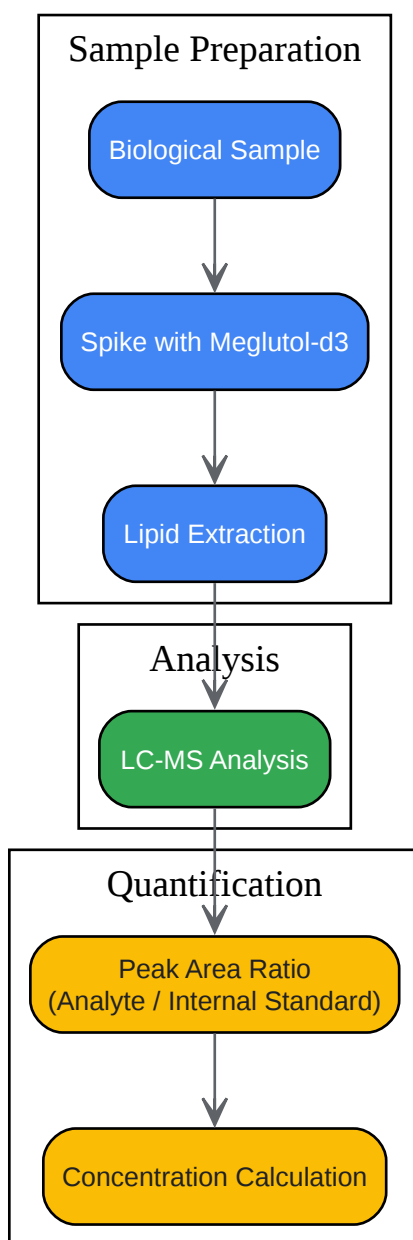 Sample Preparation
Biological Sample
Spike with Meglutol-d3
Lipid Extraction
Analysis
LC-MS Analysis
Quantification
Peak Area Ratio
(Analyte / Internal Standard)
Concentration Calculation